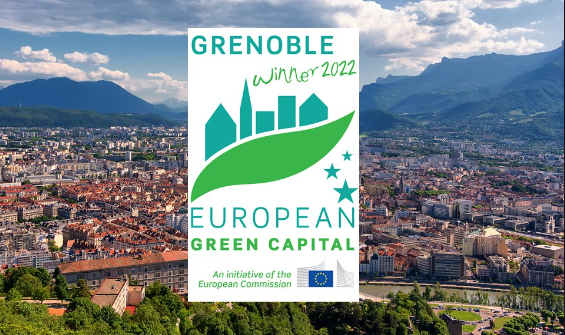 GRENOBLE
winner 2022
EUROPEAN
GREEN CAPITAL
An initiative of the
European Commission